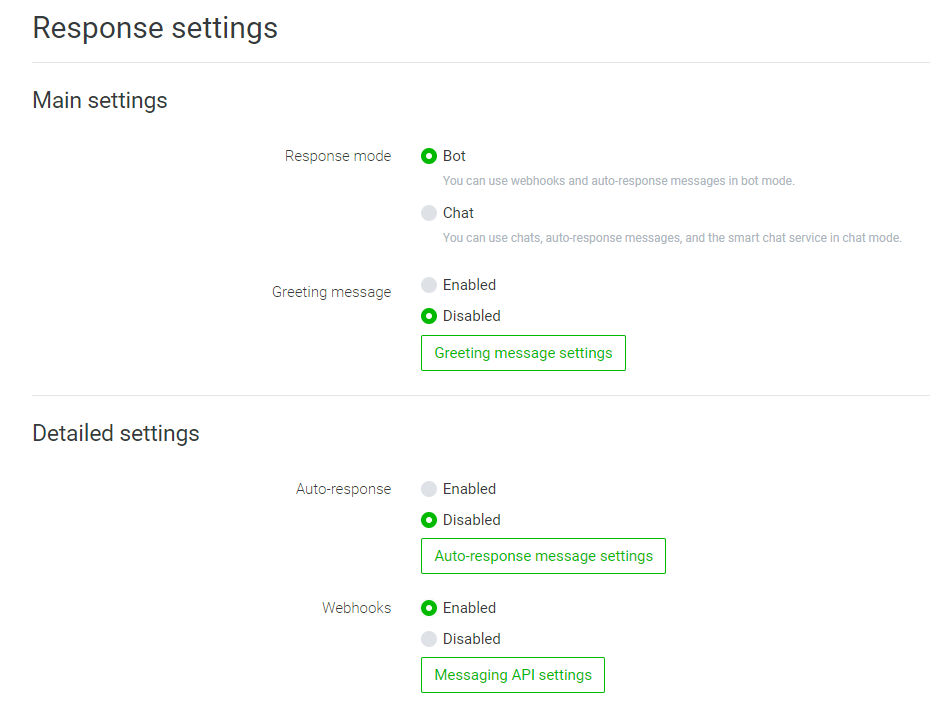 Response settings
Main settings
Response mode
Bot
You can use webhooks and auto-response messages in bot mode.
Chat
You can use chats, auto-response messages, and the smart chat service in chat mode.
Greeting message
Enabled
Disabled
Greeting message settings
Detailed settings
Auto-response
Enabled
Disabled
Auto-response message settings
Webhooks
Enabled
Disabled
Messaging API settings